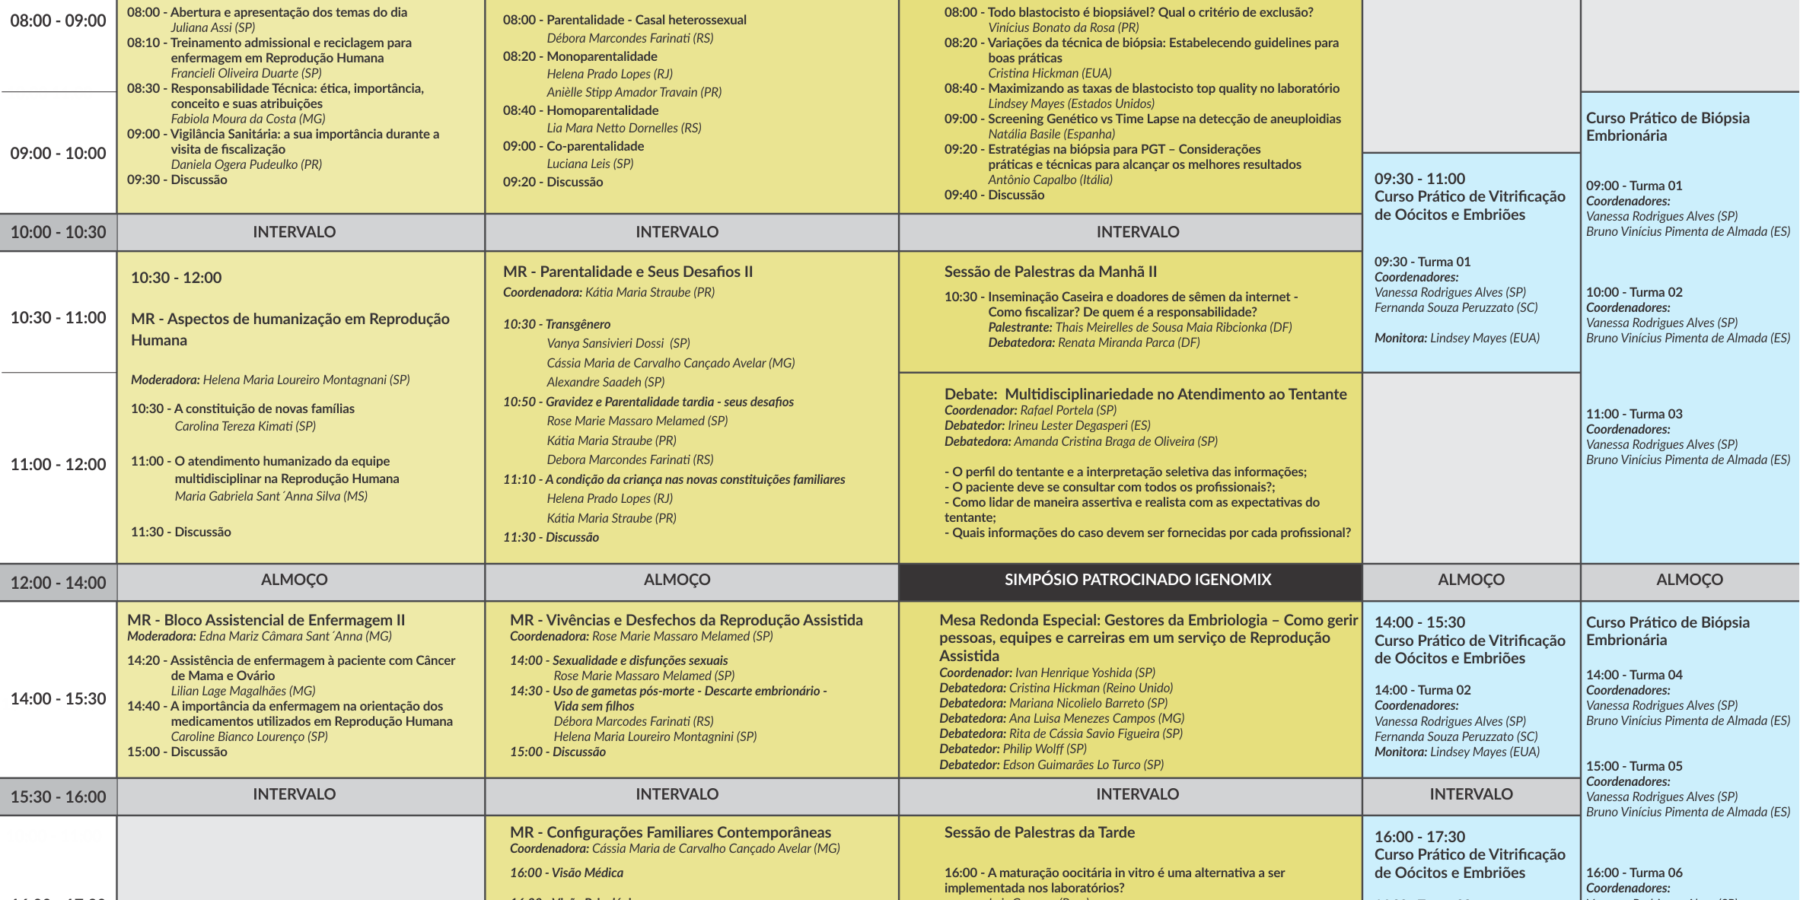 08:00 - 09:00
09:00 - 10:00
10:00 - 10:30
10:30 - 11:00
11:00 - 12:00
12:00 - 14:00
14:00 - 15:30
15:30 - 16:00
08:00 - Abertura e apresentação dos temas do dia
Juliana Assi (SP)
08:10 - Treinamento admissional e reciclagem para
enfermagem em Reprodução Humana
Francieli Oliveira Duarte (SP)
08:30 - Responsabilidade Técnica: ética, importância,
conceito e suas atribuições
Fabiola Moura da Costa (MG)
09:00 - Vigilância Sanitária: a sua importância durante a
visita de fiscalização
Daniela Ogera Pudeulko (PR)
09:30 - Discussão
INTERVALO
10:30 - 12:00
MR - Aspectos de humanização em Reprodução
Humana
Moderadora: Helena Maria Loureiro Montagnani (SP)
10:30 - A constituição de novas famílias
Carolina Tereza Kimati (SP)
11:00 - O atendimento humanizado da equipe
multidisciplinar na Reprodução Humana
Maria Gabriela Sant´Anna Silva (MS)
11:30 - Discussão
ALMOÇO
MR - Bloco Assistencial de Enfermagem II
Moderadora: Edna Mariz Câmara Sant´Anna (MG)
14:20 - Assistência de enfermagem à paciente com Câncer
de Mama e Ovário
Lilian Lage Magalhães (MG)
14:40 - A importância da enfermagem na orientação dos
medicamentos utilizados em Reprodução Humana
Caroline Bianco Lourenço (SP)
15:00 - Discussão
INTERVALO
08:00 - Parentalidade - Casal heterossexual
Débora Marcondes Farinati (RS)
08:20 - Monoparentalidade
Helena Prado Lopes (RJ)
Anièlle Stipp Amador Travain (PR)
08:40 - Homoparentalidade
Lia Mara Netto Dornelles (RS)
09:00 - Co-parentalidade
Luciana Leis (SP)
09:20 - Discussão
INTERVALO
MR - Parentalidade e Seus Desafios II
Coordenadora: Kátia Maria Straube (PR)
10:30 - Transgênero
Vanya Sansivieri Dossi (SP)
Cássia Maria de Carvalho Cançado Avelar (MG)
Alexandre Saadeh (SP)
10:50 - Gravidez e Parentalidade tardia - seus desafios
Rose Marie Massaro Melamed (SP)
Kátia Maria Straube (PR)
Debora Marcondes Farinati (RS)
11:10 - A condição da criança nas novas constituições familiares
Helena Prado Lopes (RJ)
Kátia Maria Straube (PR)
11:30 - Discussão
ALMOÇO
MR - Vivências e Desfechos da Reprodução Assistida
Coordenadora: Rose Marie Massaro Melamed (SP)
14:00 - Sexualidade e disfunções sexuais
Rose Marie Massaro Melamed (SP)
14:30 - Uso de gametas pós-morte - Descarte embrionário -
Vida sem filhos
Débora Marcodes Farinati (RS)
Helena Maria Loureiro Montagnini (SP)
15:00 - Discussão
INTERVALO
MR - Configurações Familiares Contemporâneas
Coordenadora: Cássia Maria de Carvalho Cançado Avelar (MG)
16:00 - Visão Médica
08:00 - Todo blastocisto é biopsiável? Qual o critério de exclusão?
Vinícius Bonato da Rosa (PR)
08:20 - Variações da técnica de biópsia: Estabelecendo guidelines para
boas práticas
Cristina Hickman (EUA)
08:40 - Maximizando as taxas de blastocisto top quality no laboratório
Lindsey Mayes (Estados Unidos)
09:00 - Screening Genético vs Time Lapse na detecção de aneuploidias
Natália Basile (Espanha)
09:20 - Estratégias na biópsia para PGT – Considerações
práticas e técnicas para alcançar os melhores resultados
Antônio Capalbo (Itália)
09:40 - Discussão
INTERVALO
Sessão de Palestras da Manhã II
10:30 - Inseminação Caseira e doadores de sêmen da internet -
Como fiscalizar? De quem é a responsabilidade?
Palestrante: Thais Meirelles de Sousa Maia Ribcionka (DF)
Debatedora: Renata Miranda Parca (DF)
Debate: Multidisciplinariedade no Atendimento ao Tentante
Coordenador: Rafael Portela (SP)
Debatedor: Irineu Lester Degasperi (ES)
Debatedora: Amanda Cristina Braga de Oliveira (SP)
- O perfil do tentante e a interpretação seletiva das informações;
- O paciente deve se consultar com todos os profissionais?;
- Como lidar de maneira assertiva e realista com as expectativas do
tentante;
- Quais informações do caso devem ser fornecidas por cada profissional?
SIMPÓSIO PATROCINADO IGENOMIX
Mesa Redonda Especial: Gestores da Embriologia – Como gerir
pessoas, equipes e carreiras em um serviço de Reprodução
Assistida
Coordenador: Ivan Henrique Yoshida (SP)
Debatedora: Cristina Hickman (Reino Unido)
Debatedora: Mariana Nicolielo Barreto (SP)
Debatedora: Ana Luisa Menezes Campos (MG)
Debatedora: Rita de Cássia Savio Figueira (SP)
Debatedor: Philip Wolff (SP)
Debatedor: Edson Guimarães Lo Turco (SP)
INTERVALO
Sessão de Palestras da Tarde
16:00 - A maturação oocitária in vitro é uma alternativa a ser
implementada nos laboratórios?
09:30 - 11:00
Curso Prático de Vitrificação
de Oócitos e Embriões
09:30 - Turma 01
Coordenadores:
Vanessa Rodrigues Alves (SP)
Fernanda Souza Peruzzato (SC)
Monitora: Lindsey Mayes (EUA)
ALMOÇO
14:00 - 15:30
Curso Prático de Vitrificação
de Oócitos e Embriões
14:00 - Turma 02
Coordenadores:
Vanessa Rodrigues Alves (SP)
Fernanda Souza Peruzzato (SC)
Monitora: Lindsey Mayes (EUA)
INTERVALO
16:00 - 17:30
Curso Prático de Vitrificação
de Oócitos e Embriões
Curso Prático de Biópsia
Embrionária
09:00 - Turma 01
Coordenadores:
Vanessa Rodrigues Alves (SP)
Bruno Vinícius Pimenta de Almada (ES)
10:00 - Turma 02
Coordenadores:
Vanessa Rodrigues Alves (SP)
Bruno Vinícius Pimenta de Almada (ES)
11:00 - Turma 03
Coordenadores:
Vanessa Rodrigues Alves (SP)
Bruno Vinícius Pimenta de Almada (ES)
ALMOÇO
Curso Prático de Biópsia
Embrionária
14:00 - Turma 04
Coordenadores:
Vanessa Rodrigues Alves (SP)
Bruno Vinícius Pimenta de Almada (ES)
15:00 - Turma 05
Coordenadores:
Vanessa Rodrigues Alves (SP)
Bruno Vinícius Pimenta de Almada (ES)
16:00 - Turma 06
Coordenadores: